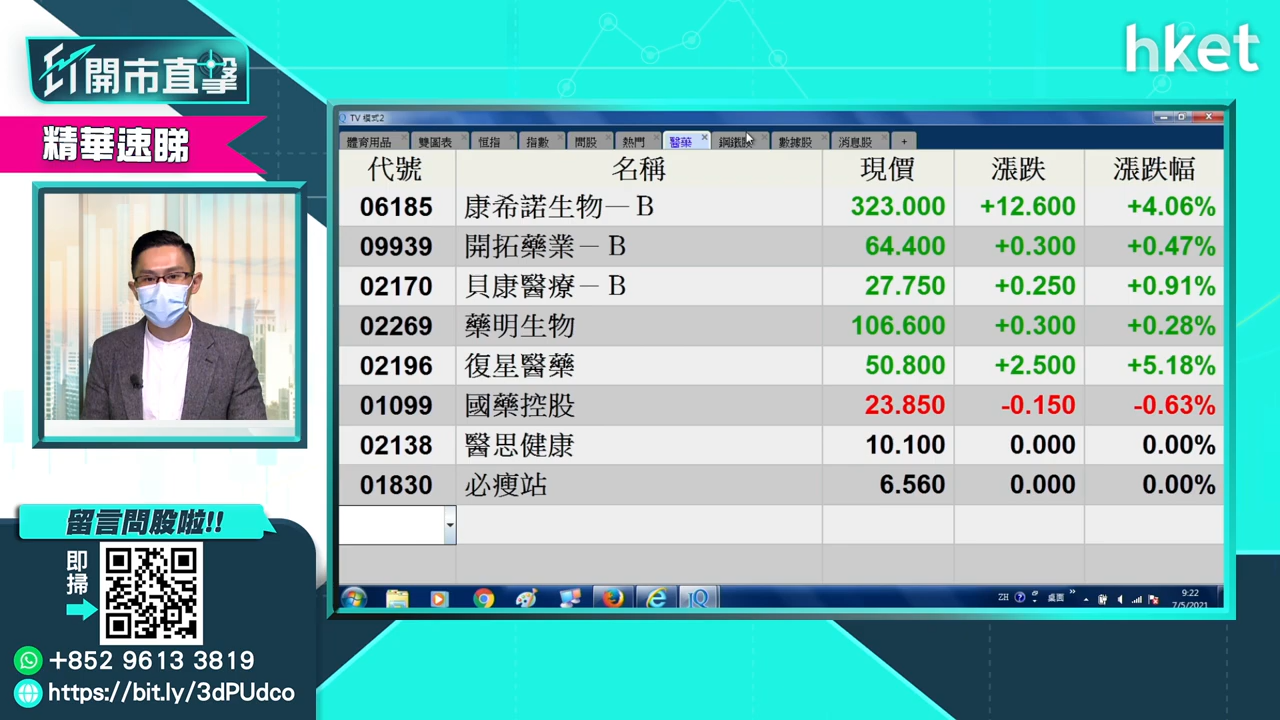 開市直擊
hket
精華速睇
TV 模式2
體育用品 雙圖表 恆指 指數 問股 熱門 醫藥 鋼鐵股 數據股 消息股 +
代號 名稱 現價 漲跌 漲跌幅
06185 康希諾生物—B 323.000 +12.600 +4.06%
09939 開拓藥業－B 64.400 +0.300 +0.47%
02170 貝康醫療－B 27.750 +0.250 +0.91%
02269 藥明生物 106.600 +0.300 +0.28%
02196 復星醫藥 50.800 +2.500 +5.18%
01099 國藥控股 23.850 -0.150 -0.63%
02138 醫思健康 10.100 0.000 0.00%
01830 必瘦站 6.560 0.000 0.00%
ZH 桌面 9:22
7/5/2021
留言問股啦!!
即掃
+852 9613 3819
https://bit.ly/3dPUdco